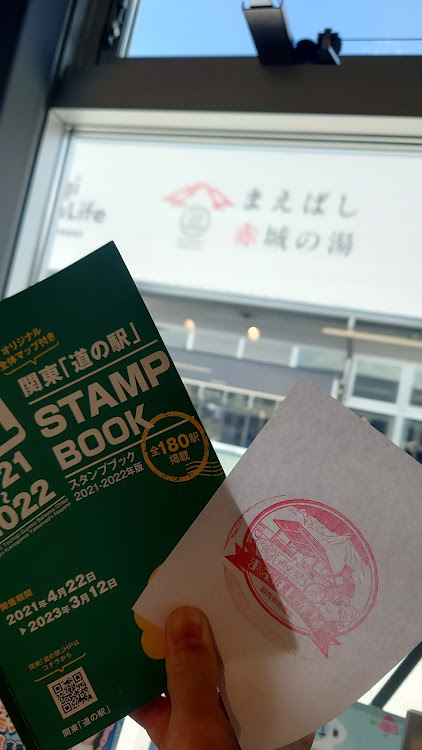 まえばし
赤城の湯
Life
オリジナル
全体マップ付き
関東「道の駅」
STAMP
BOOK
スタンプブック
2021-2022年版
全180駅
掲載
2022
開催期間
2021年4月22日
▶2023年3月12日
関東「道の駅」HPは
コチラから
関東「道の駅」